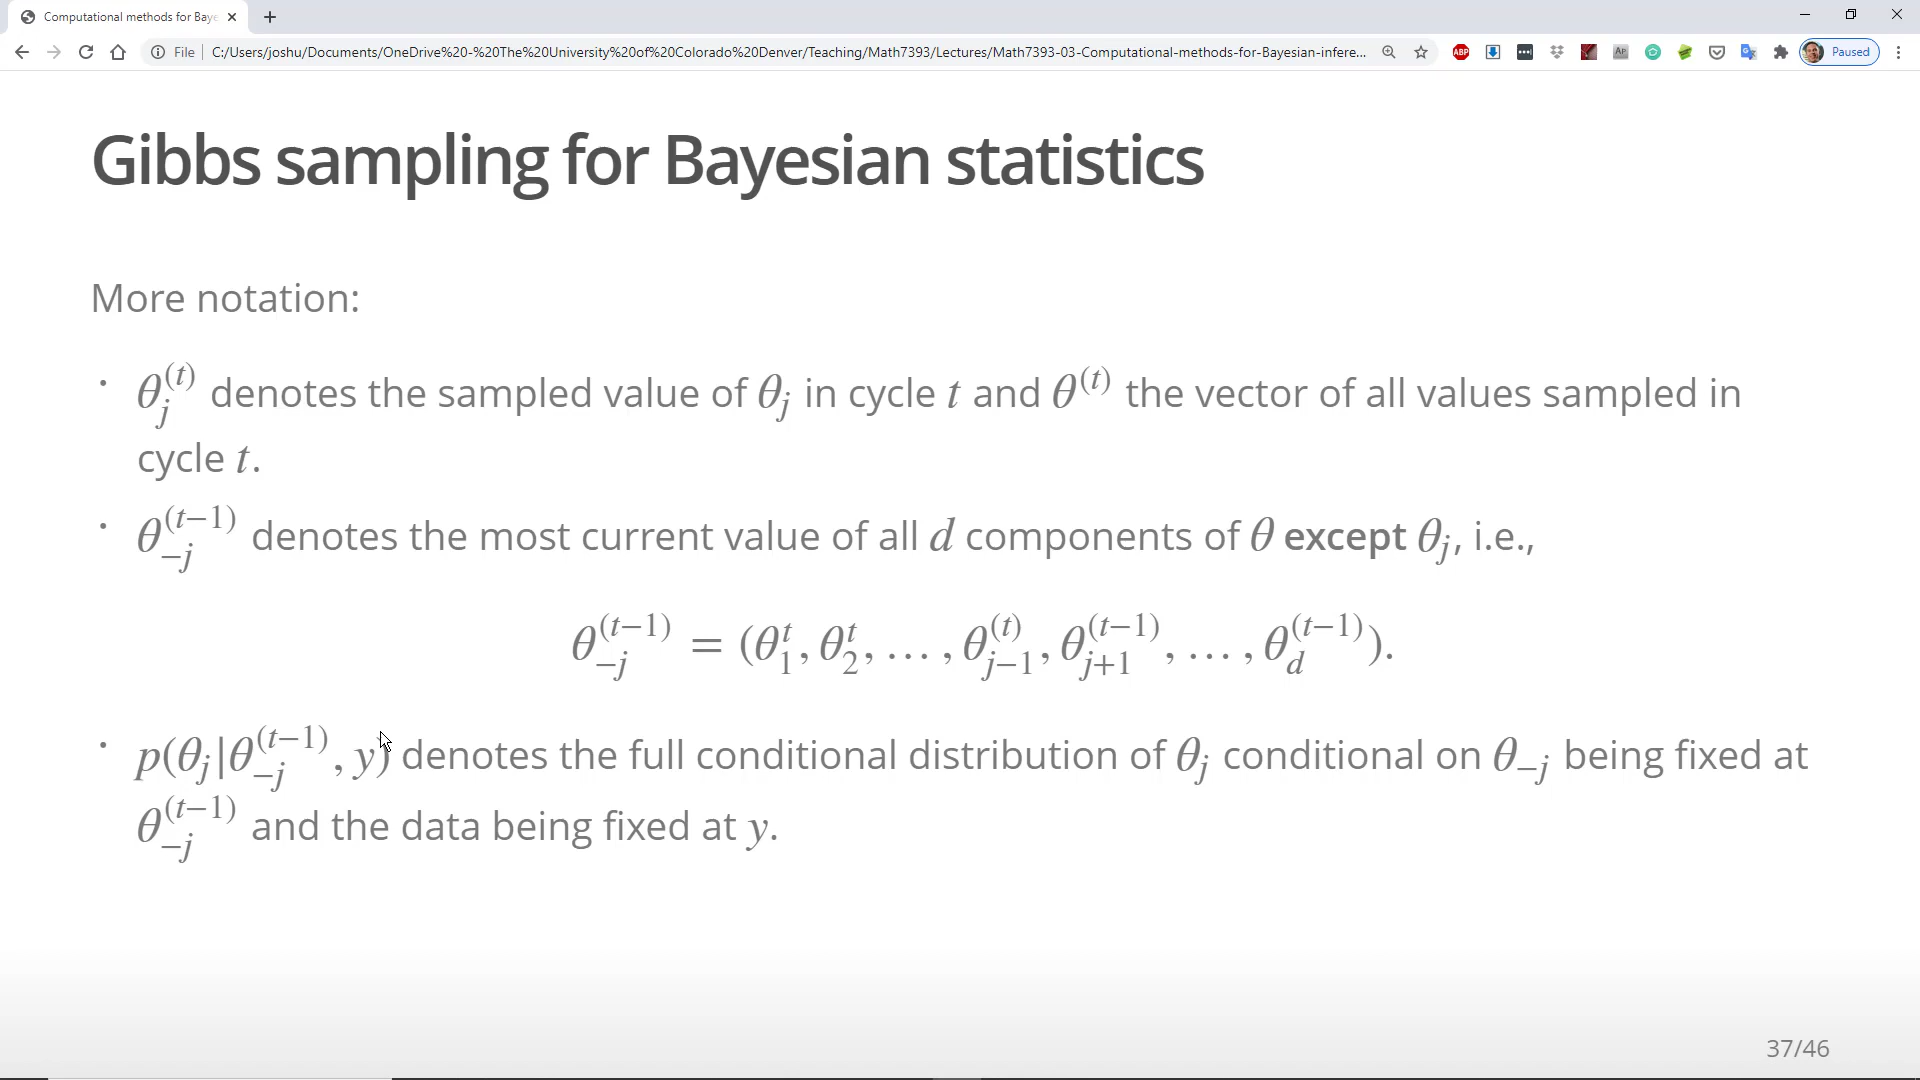 Computational methods for Baye
File C:/Users/joshu/Documents/OneDrive%20-%20The%20University%20of%20Colorado%20Denver/Teaching/Math7393/Lectures/Math7393-03-Computational-methods-for-Bayesian-infere... ABP Paused
Gibbs sampling for Bayesian statistics
More notation:
• θ_j^{(t)} denotes the sampled value of θ_j in cycle t and θ^{(t)} the vector of all values sampled in
cycle t.
• θ_{−j}^{(t−1)} denotes the most current value of all d components of θ except θ_j, i.e.,
θ_{−j}^{(t−1)} = (θ_1^t, θ_2^t, …, θ_{j−1}^{(t)}, θ_{j+1}^{(t−1)}, …, θ_d^{(t−1)}).
• p(θ_j|θ_{−j}^{(t−1)}, y) denotes the full conditional distribution of θ_j conditional on θ_{−j} being fixed at
θ_{−j}^{(t−1)} and the data being fixed at y.
37/46